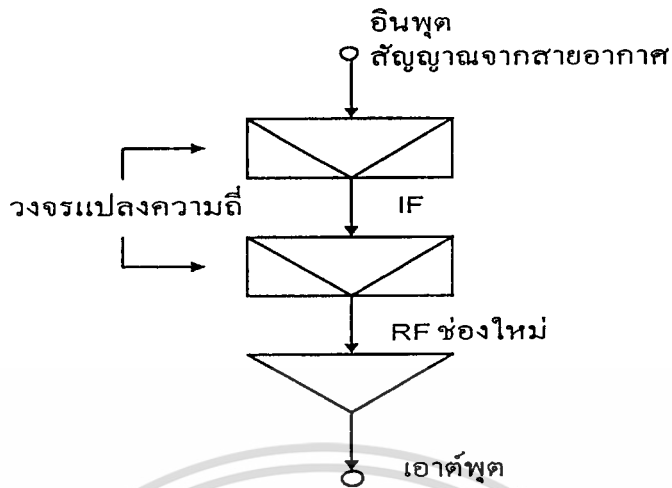 อินพุต
สัญญาณจากสายอากาศ
วงจรแปลงความถี่
IF
RF ช่องใหม่
เอาต์พุต